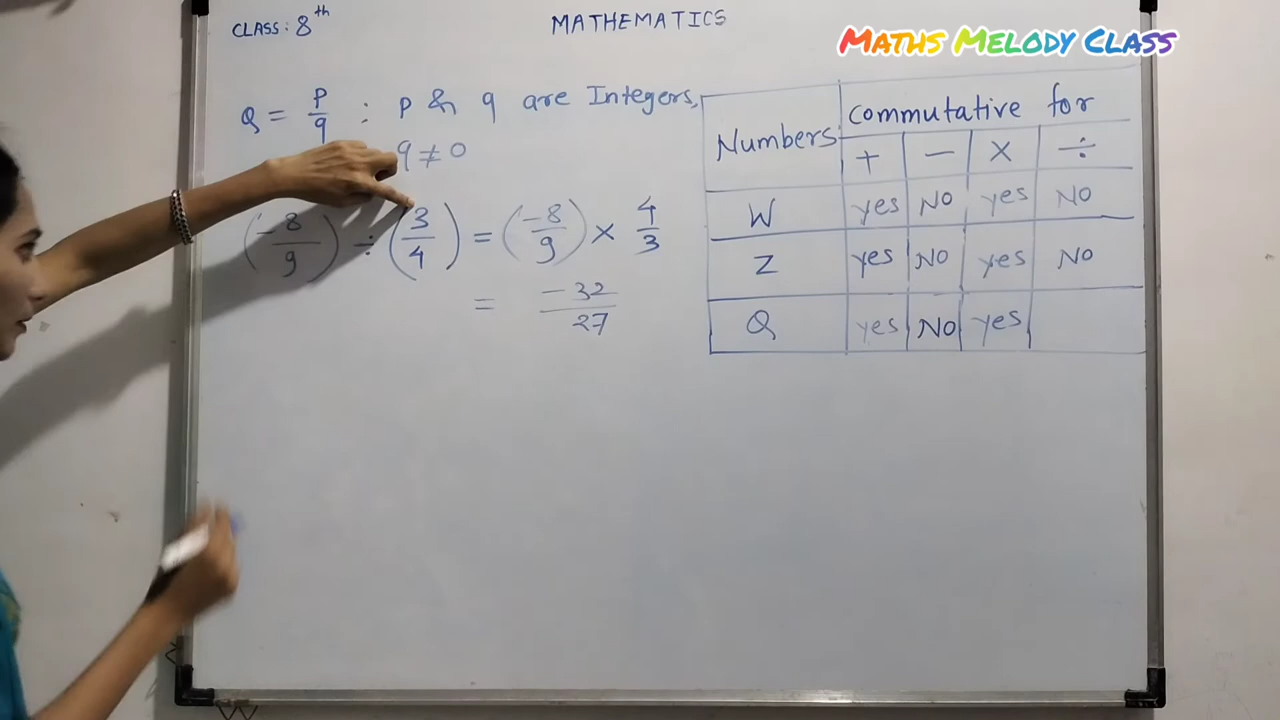 CLASS: 8th
MATHEMATICS
MATHS MELODY CLASS
Q = p/q : p & q are Integers,
q ≠ 0
(-8/9) ÷ (3/4) = (-8/9) × 4/3
= -32/27
Numbers
Commutative for
+ − × ÷
W yes NO yes NO
Z yes NO yes NO
Q yes NO yes